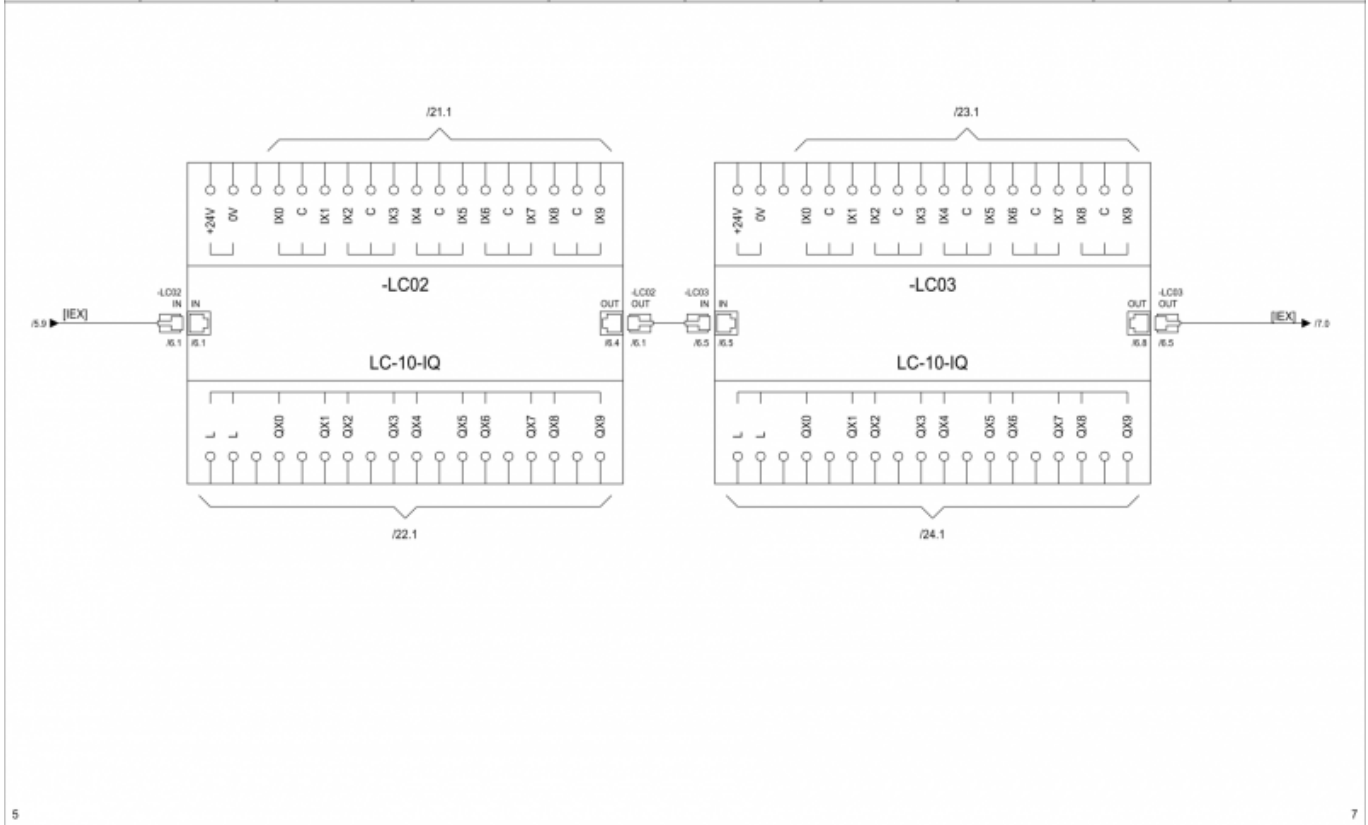 /21.1
/23.1
+24V 0V IX0 C IX1 IX2 C IX3 IX4 C IX5 IX6 C IX7 IX8 C IX9
+24V 0V IX0 C IX1 IX2 C IX3 IX4 C IX5 IX6 C IX7 IX8 C IX9
-LC02
-LC03
-LC02
IN
IN
/6.1
/6.1
/5.9
[IEX]
OUT
/6.4
-LC02
OUT
/6.1
-LC03
IN
/6.5
IN
/6.5
OUT
/6.8
-LC03
OUT
/6.5
[IEX]
/7.0
LC-10-IQ
LC-10-IQ
L L QX0 QX1 QX2 QX3 QX4 QX5 QX6 QX7 QX8 QX9
L L QX0 QX1 QX2 QX3 QX4 QX5 QX6 QX7 QX8 QX9
/22.1
/24.1
5
7